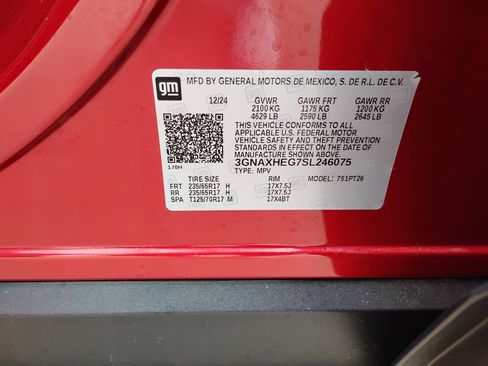 gm
MFD BY GENERAL MOTORS DE MEXICO, S. DE R.L. DE C.V.
12/24 GVWR GAWR FRT GAWR RR
2100 KG 1175 KG 1200 KG
4629 LB 2590 LB 2645 LB
THIS VEHICLE CONFORMS TO ALL
APPLICABLE U.S. FEDERAL MOTOR
VEHICLE SAFETY AND THEFT PREVENTION
STANDARDS IN EFFECT ON THE DATE OF
MANUFACTURE SHOWN ABOVE.
3GNAXHEG7SL246075
170H TYPE: MPV
TIRE SIZE RIM MODEL: 751PT26
FRT 235/65R17 H 17X7.5J
RR 235/65R17 H 17X7.5J
SPA T125/70R17 M 17X4BT